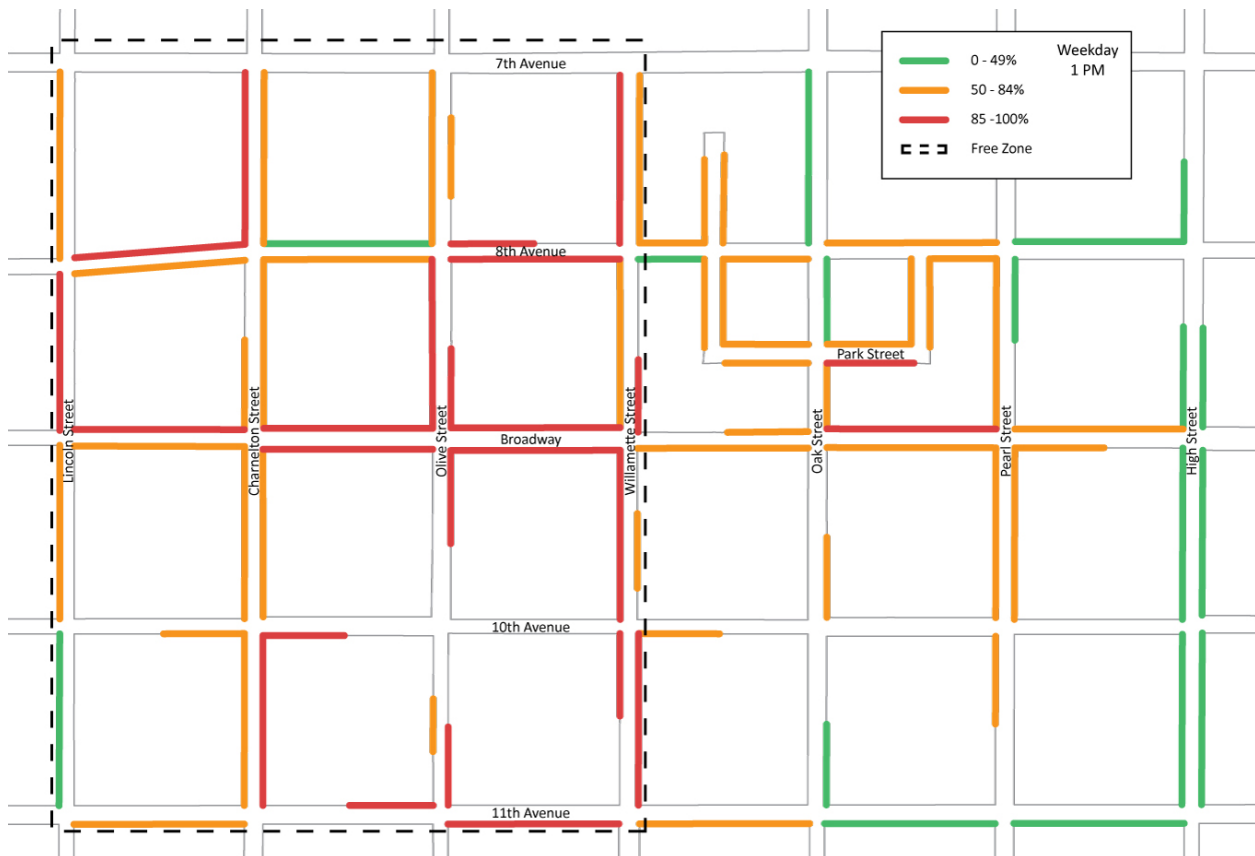 Weekday
1 PM
0 - 49%
50 - 84%
85 -100%
Free Zone
7th Avenue
8th Avenue
Park Street
Lincoln Street
Charnelton Street
Olive Street
Broadway
Willamette Street
Oak Street
Pearl Street
High Street
10th Avenue
11th Avenue